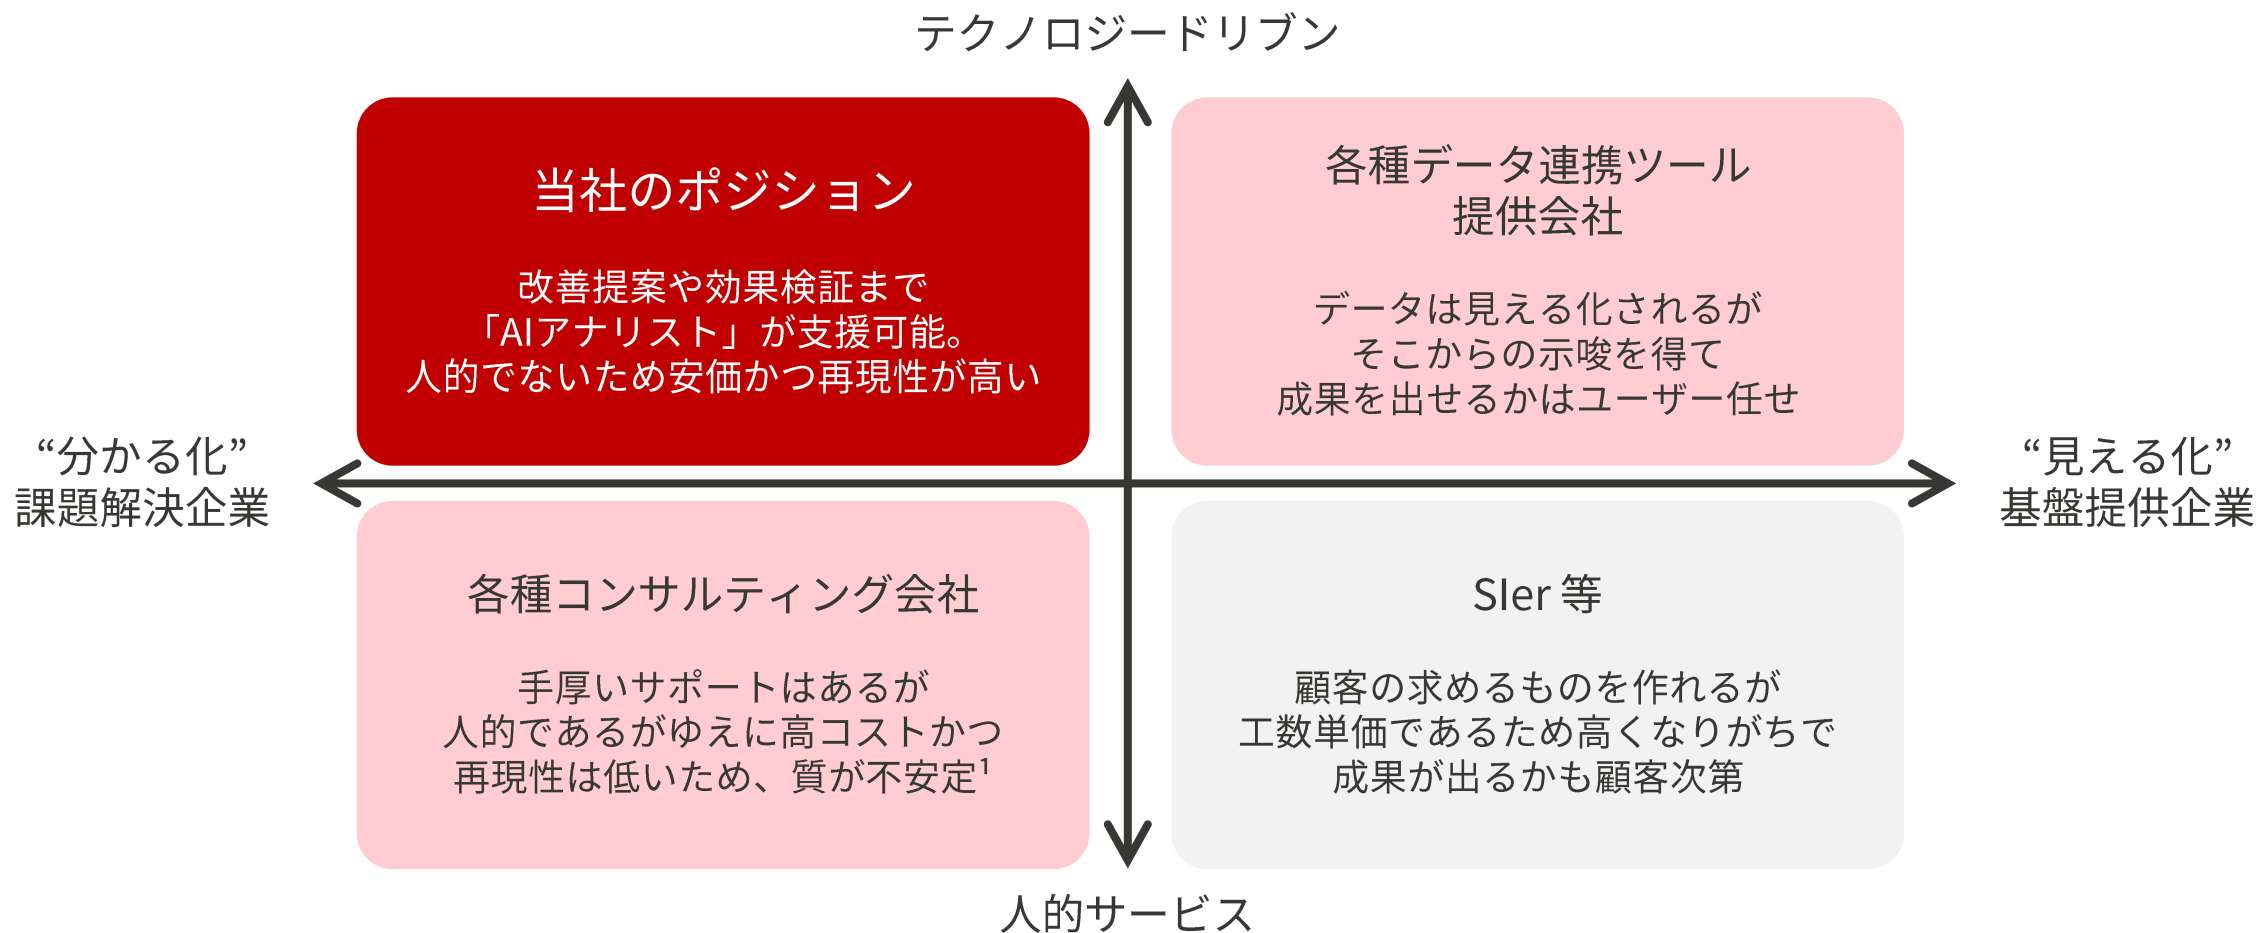 テクノロジードリブン
当社のポジション
改善提案や効果検証まで
「AIアナリスト」が支援可能。
人的でないため安価かつ再現性が高い
各種データ連携ツール
提供会社
データは見える化されるが
そこからの示唆を得て
成果を出せるかはユーザー任せ
“分かる化”
課題解決企業
“見える化”
基盤提供企業
各種コンサルティング会社
手厚いサポートはあるが
人的であるがゆえに高コストかつ
再現性は低いため、質が不安定¹
SIer 等
顧客の求めるものを作れるが
工数単価であるため高くなりがちで
成果が出るかも顧客次第
人的サービス